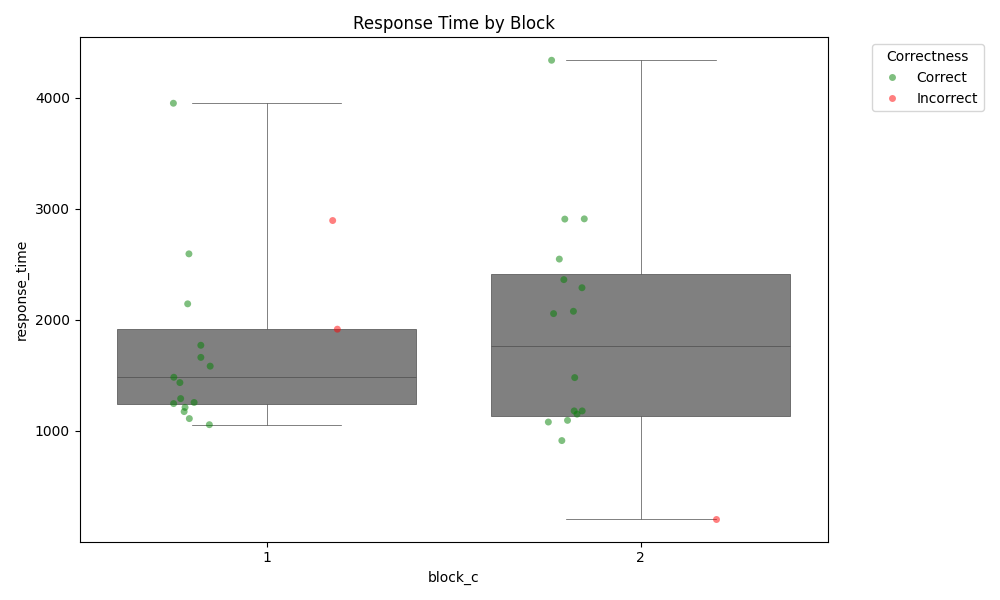 Response Time by Block
Correctness
Correct
Incorrect
4000
3000
2000
1000
response_time
1
2
block_c